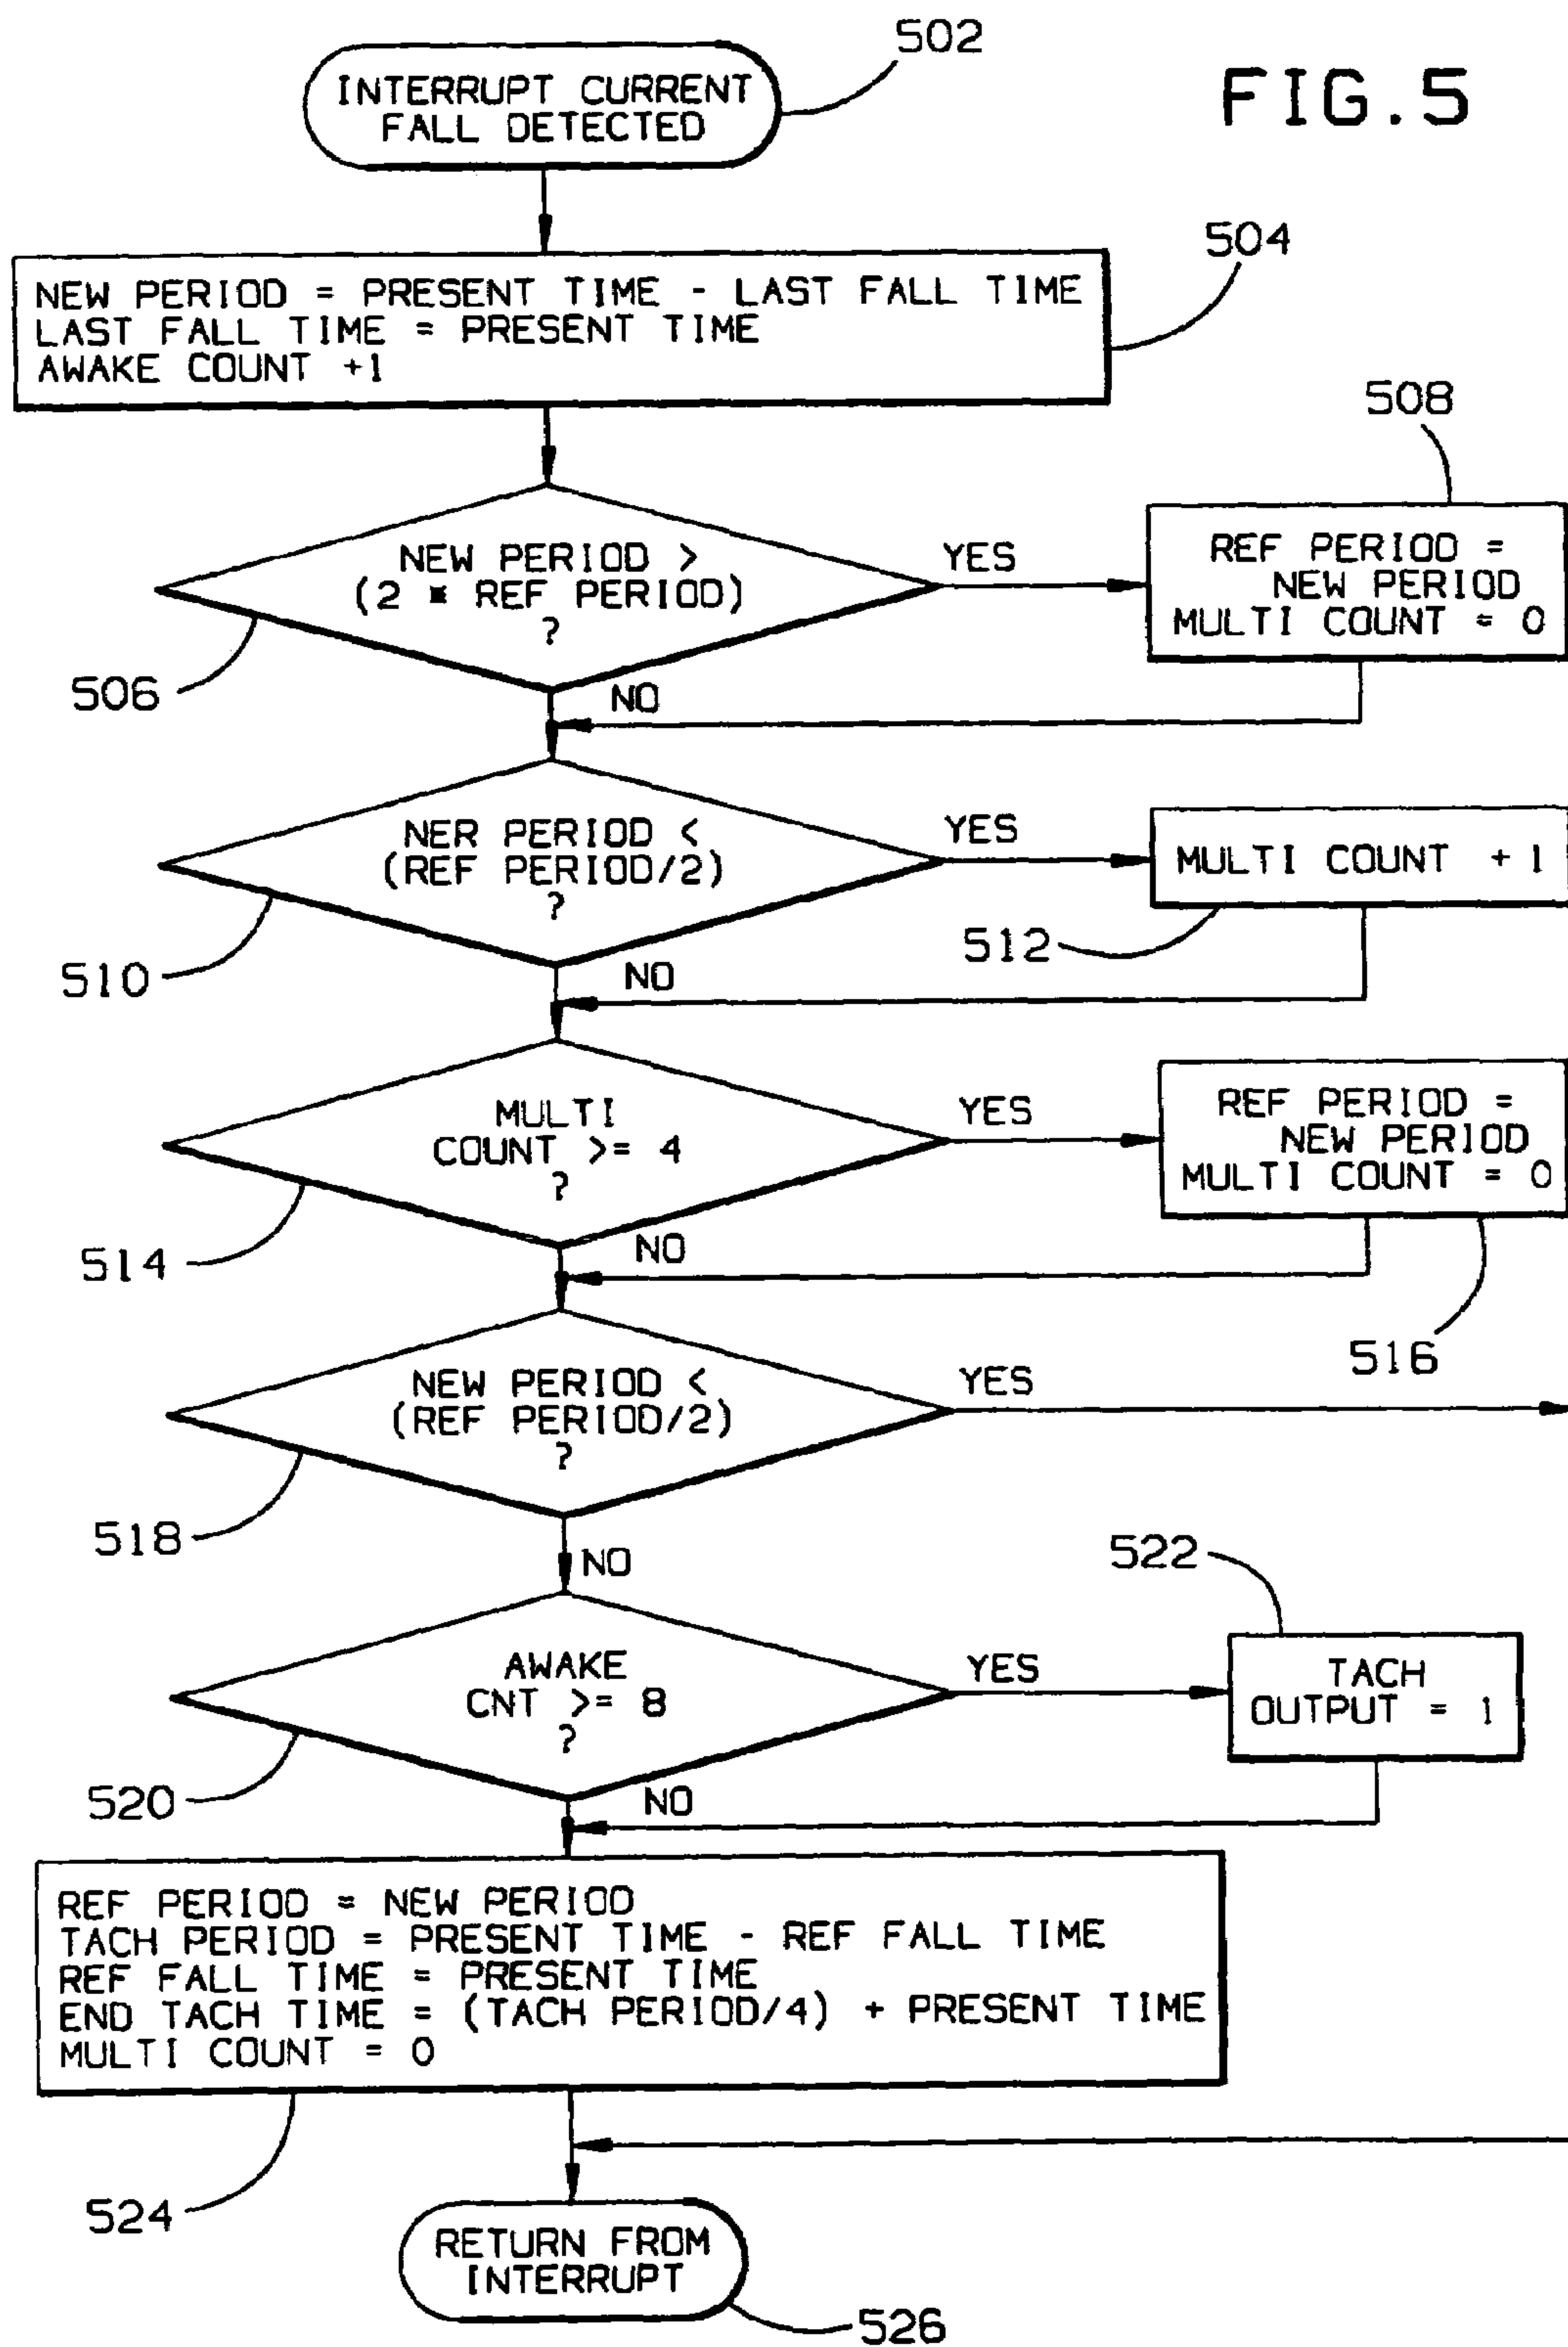 502
FIG.5
INTERRUPT CURRENT
FALL DETECTED
504
NEW PERIOD = PRESENT TIME - LAST FALL TIME
LAST FALL TIME = PRESENT TIME
AWAKE COUNT +1
508
NEW PERIOD >
(2 * REF PERIOD)
?
YES
REF PERIOD =
NEW PERIOD
MULTI COUNT = 0
506
NO
NER PERIOD <
(REF PERIOD/2)
?
YES
MULTI COUNT + 1
512
510
NO
MULTI
COUNT >= 4
?
YES
REF PERIOD =
NEW PERIOD
MULTI COUNT = 0
514
NO
516
NEW PERIOD <
(REF PERIOD/2)
?
YES
518
NO
522
AWAKE
CNT >= 8
?
YES
TACH
OUTPUT = 1
520
NO
REF PERIOD = NEW PERIOD
TACH PERIOD = PRESENT TIME - REF FALL TIME
REF FALL TIME = PRESENT TIME
END TACH TIME = (TACH PERIOD/4) + PRESENT TIME
MULTI COUNT = 0
524
RETURN FROM
INTERRUPT
526